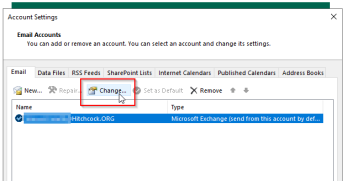 Account Settings
Email Accounts
You can add or remove an account. You can select an account and change its settings.
Email Data Files RSS Feeds SharePoint Lists Internet Calendars Published Calendars Address Books
New... Repair... Change... Set as Default Remove
Name Type
Hitchcock.ORG Microsoft Exchange (send from this account by def...